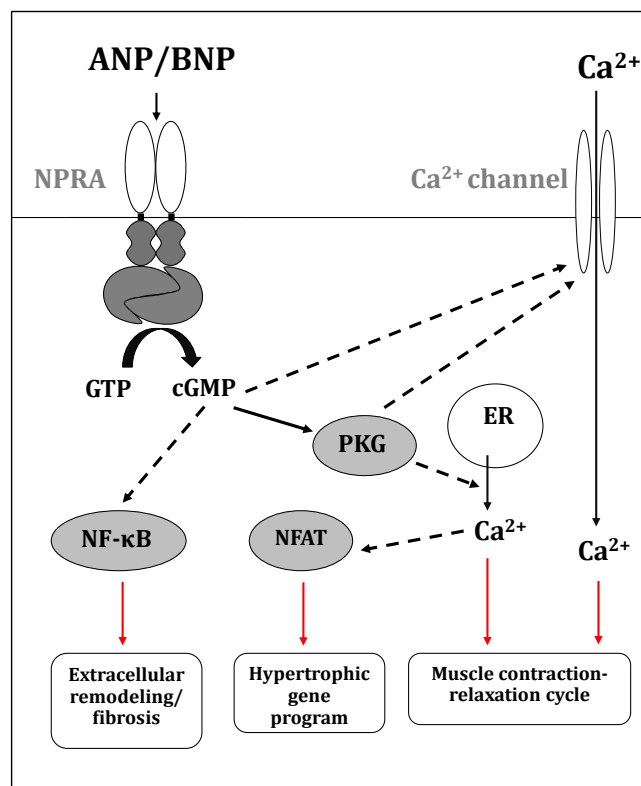 ANP/BNP
Ca²⁺
NPRA
Ca²⁺ channel
GTP
cGMP
PKG
ER
NF-κB
NFAT
Ca²⁺
Ca²⁺
Extracellular
remodeling/
fibrosis
Hypertrophic
gene
program
Muscle contraction-
relaxation cycle